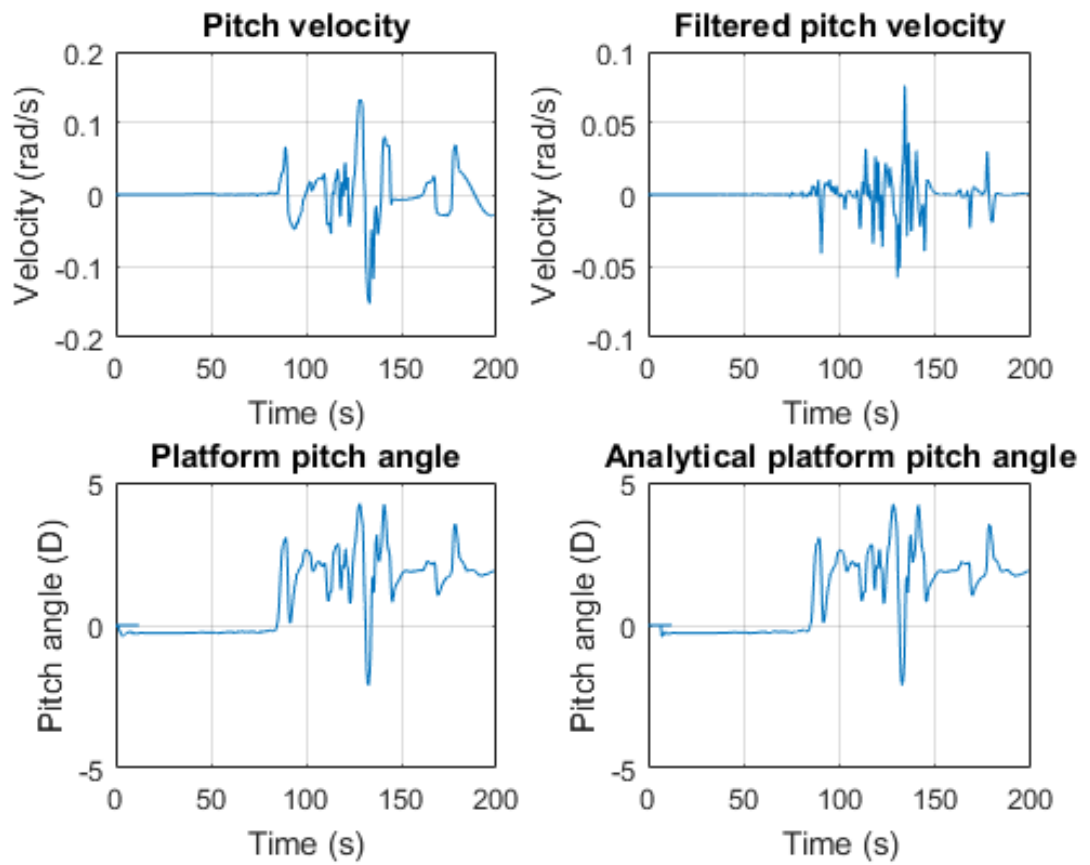 Pitch velocity
Velocity (rad/s)
0.2
0.1
0
-0.1
-0.2
0 50 100 150 200
Time (s)
Filtered pitch velocity
Velocity (rad/s)
0.1
0.05
0
-0.05
-0.1
0 50 100 150 200
Time (s)
Platform pitch angle
Pitch angle (D)
5
0
-5
0 50 100 150 200
Time (s)
Analytical platform pitch angle
Pitch angle (D)
5
0
-5
0 50 100 150 200
Time (s)